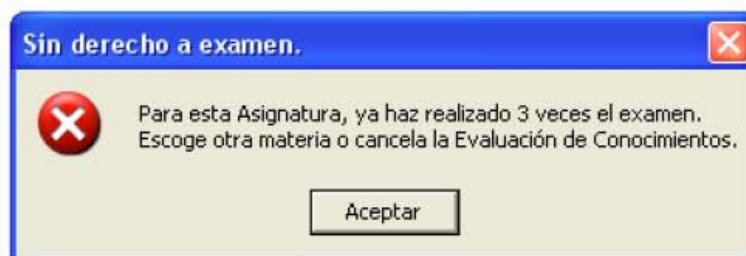 Sin derecho a examen.
Para esta Asignatura, ya haz realizado 3 veces el examen.
Escoge otra materia o cancela la Evaluación de Conocimientos.
Aceptar